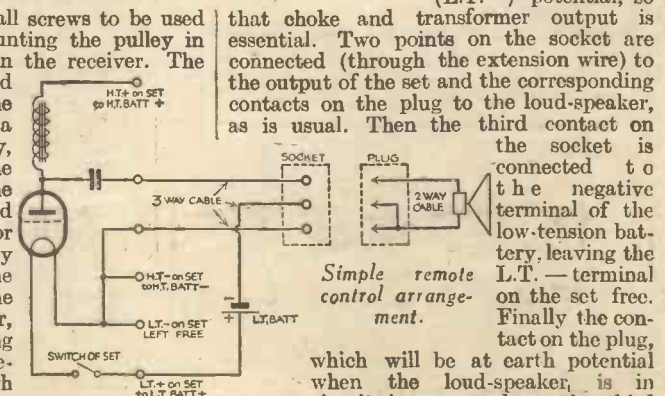 all screws to be used
unting the pulley in
n the receiver. The
d
ne
a
y,
e
e
d
or
y
ne
ne
r,
g
e-
h
H.T.+ on SET
to H.T. BATT +
3 WAY CABLE
H.T.- on SET
to H.T. BATT-
L.T.- on SET
LEFT FREE
SWITCH OF SET
L.T.+ on SET
to L.T. BATT +
- 
+ L.T. BATT
SOCKET
PLUG
2 WAY
CABLE
Simple remote
control arrange-
ment.
(L.T. -) potential, so
that choke and transformer output is
essential. Two points on the socket are
connected (through the extension wire) to
the output of the set and the corresponding
contacts on the plug to the loud-speaker,
as is usual. Then the third contact on
the socket is
connected to
the negative
terminal of the
low-tension bat-
tery, leaving the
L.T. — terminal
on the set free.
Finally the con-
tact on the plug,
which will be at earth potential
when the loud-speaker, is in